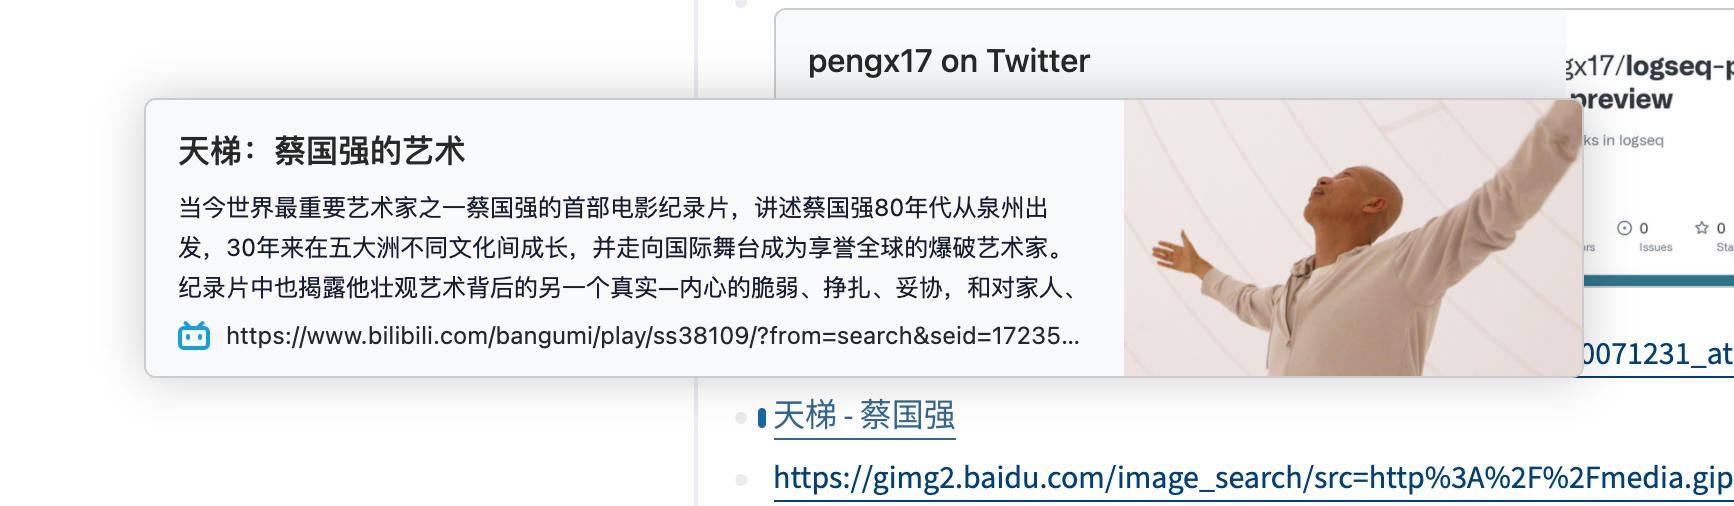 pengx17 on Twitter
gx17/logseq-p
preview
ks in logseq
0
0
Issues
Sta
天梯：蔡国强的艺术
当今世界最重要艺术家之一蔡国强的首部电影纪录片，讲述蔡国强80年代从泉州出
发，30年来在五大洲不同文化间成长，并走向国际舞台成为享誉全球的爆破艺术家。
纪录片中也揭露他壮观艺术背后的另一个真实—内心的脆弱、挣扎、妥协，和对家人、
https://www.bilibili.com/bangumi/play/ss38109/?from=search&seid=17235...
0071231_at
天梯 - 蔡国强
https://gimg2.baidu.com/image_search/src=http%3A%2F%2Fmedia.gip